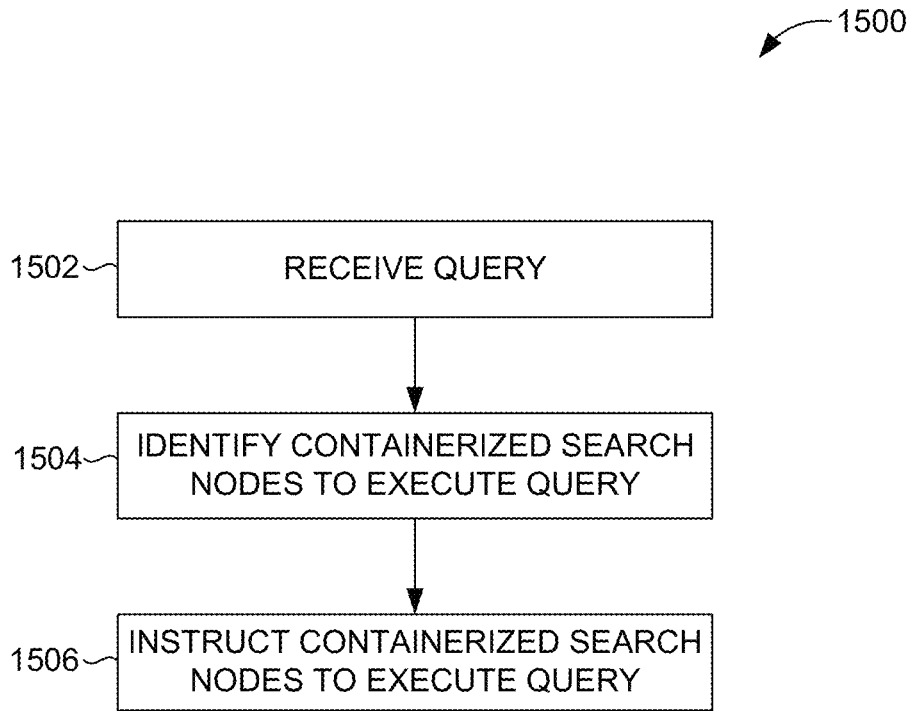 1500
1502
RECEIVE QUERY
1504
IDENTIFY CONTAINERIZED SEARCH
NODES TO EXECUTE QUERY
1506
INSTRUCT CONTAINERIZED SEARCH
NODES TO EXECUTE QUERY